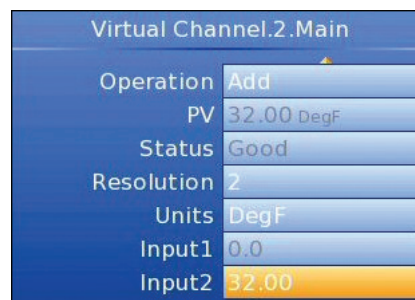 Virtual Channel.2.Main
Operation Add
PV 32.00 DegF
Status Good
Resolution 2
Units DegF
Input1 0.0
Input2 32.00